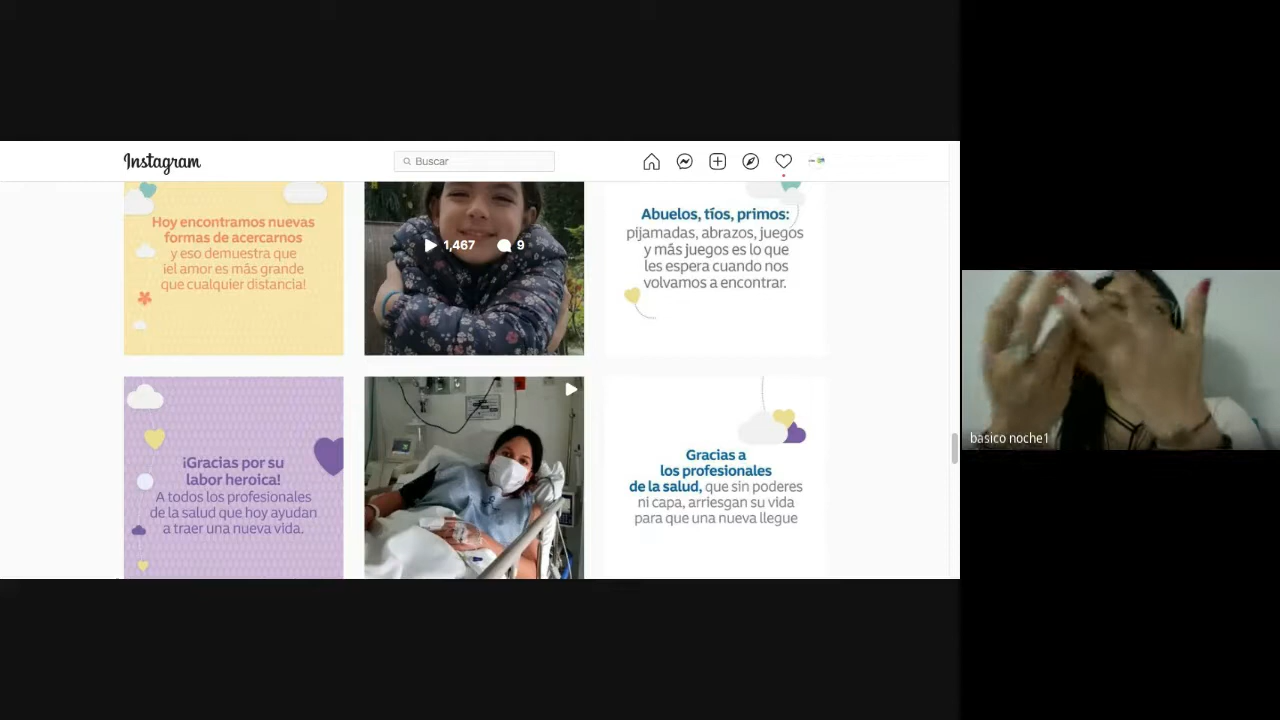 Instagram
Buscar
Hoy encontramos nuevas
formas de acercarnos
y eso demuestra que
¡el amor es más grande
que cualquier distancia!
1,467
9
Abuelos, tíos, primos:
pijamadas, abrazos, juegos
y más juegos es lo que
les espera cuando nos
volvamos a encontrar.
¡Gracias por su
labor heroica!
A todos los profesionales
de la salud que hoy ayudan
a traer una nueva vida.
Gracias a
los profesionales
de la salud, que sin poderes
ni capa, arriesgan su vida
para que una nueva llegue
basico noche1